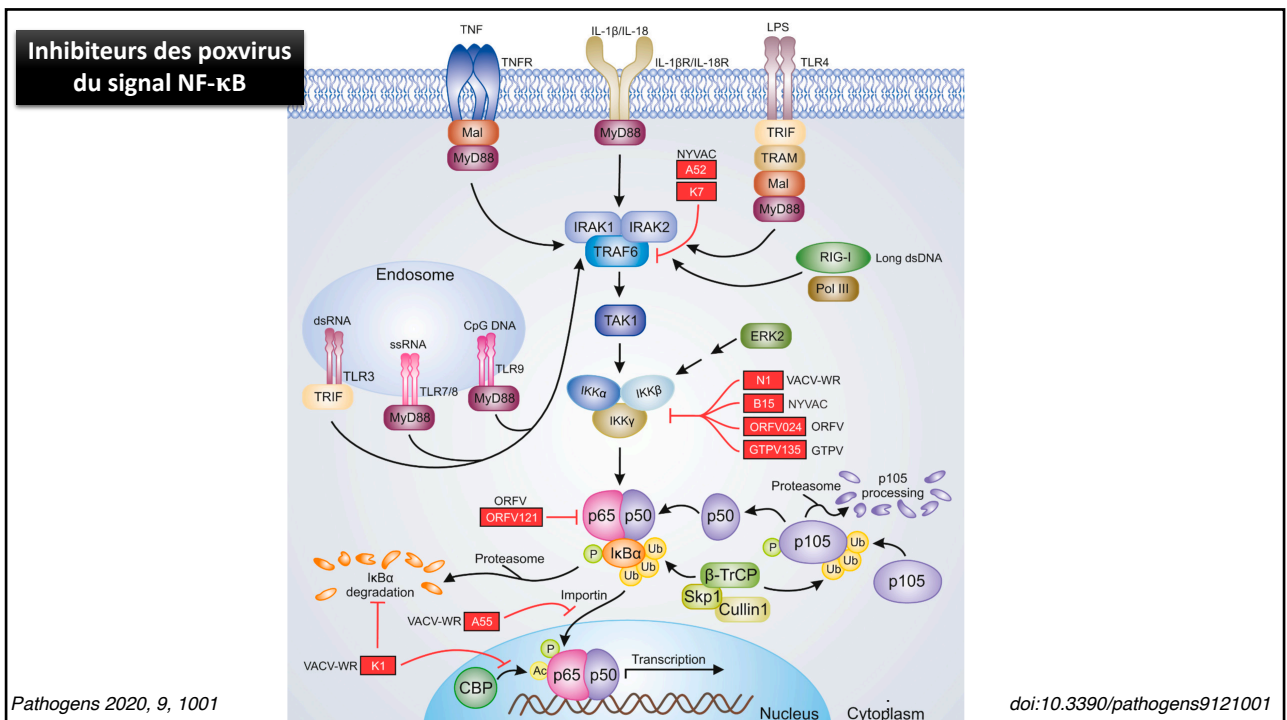 Inhibiteurs des poxvirus
du signal NF-κB
TNF
TNFR
IL-1β/IL-18
IL-1βR/IL-18R
LPS
TLR4
Mal
MyD88
MyD88
TRIF
TRAM
Mal
MyD88
NYVAC
A52
K7
IRAK1
IRAK2
TRAF6
RIG-I
Long dsDNA
Pol III
Endosome
dsRNA
TLR3
TRIF
ssRNA
TLR7/8
MyD88
CpG DNA
TLR9
MyD88
TAK1
ERK2
IKKα
IKKβ
IKKγ
N1 VACV-WR
B15 NYVAC
ORFV024 ORFV
GTPV135 GTPV
ORFV
ORFV121
p65
p50
p50
Proteasome
p105
processing
P
p105
Ub
Ub
Ub
p105
P
IκBα
Ub
Ub
Ub
β-TrCP
Skp1
Cullin1
Proteasome
IκBα
degradation
Importin
VACV-WR A55
VACV-WR K1
P
Ac
CBP
p65
p50
Transcription
Nucleus
Cytoplasm
Pathogens 2020, 9, 1001
doi:10.3390/pathogens9121001